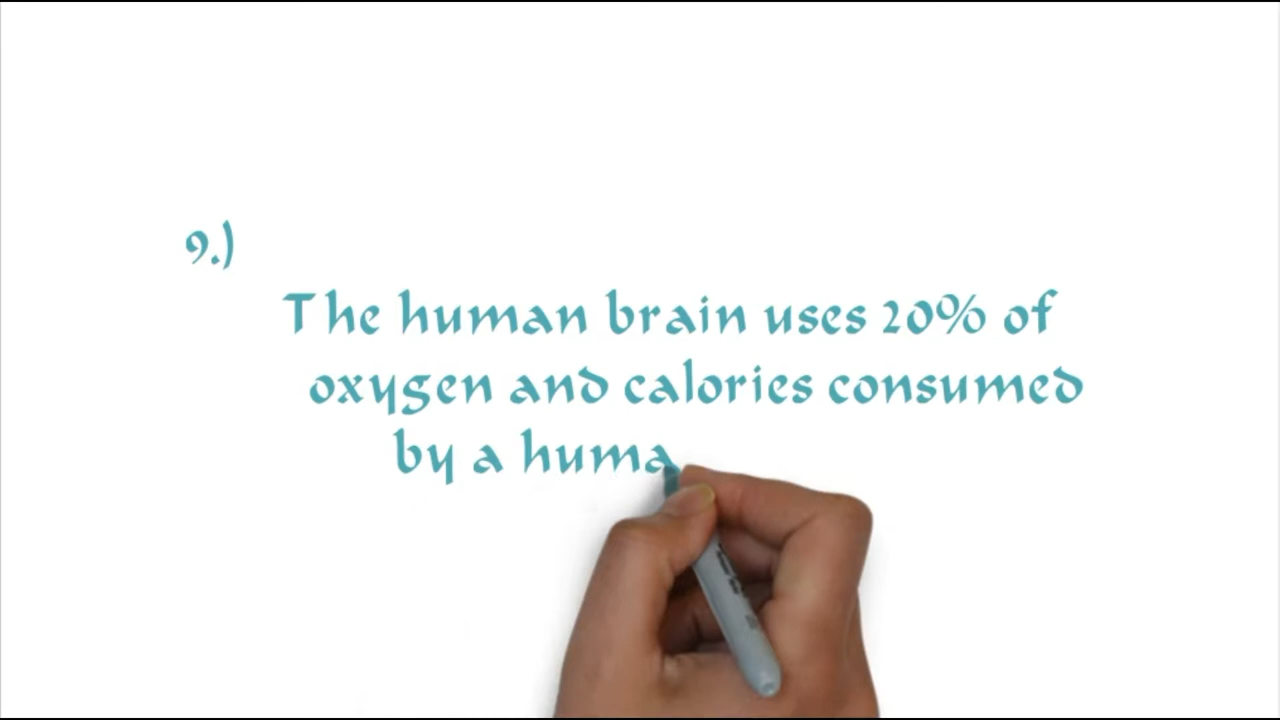 9.)
The human brain uses 20% of
oxygen and calories consumed
by a huma